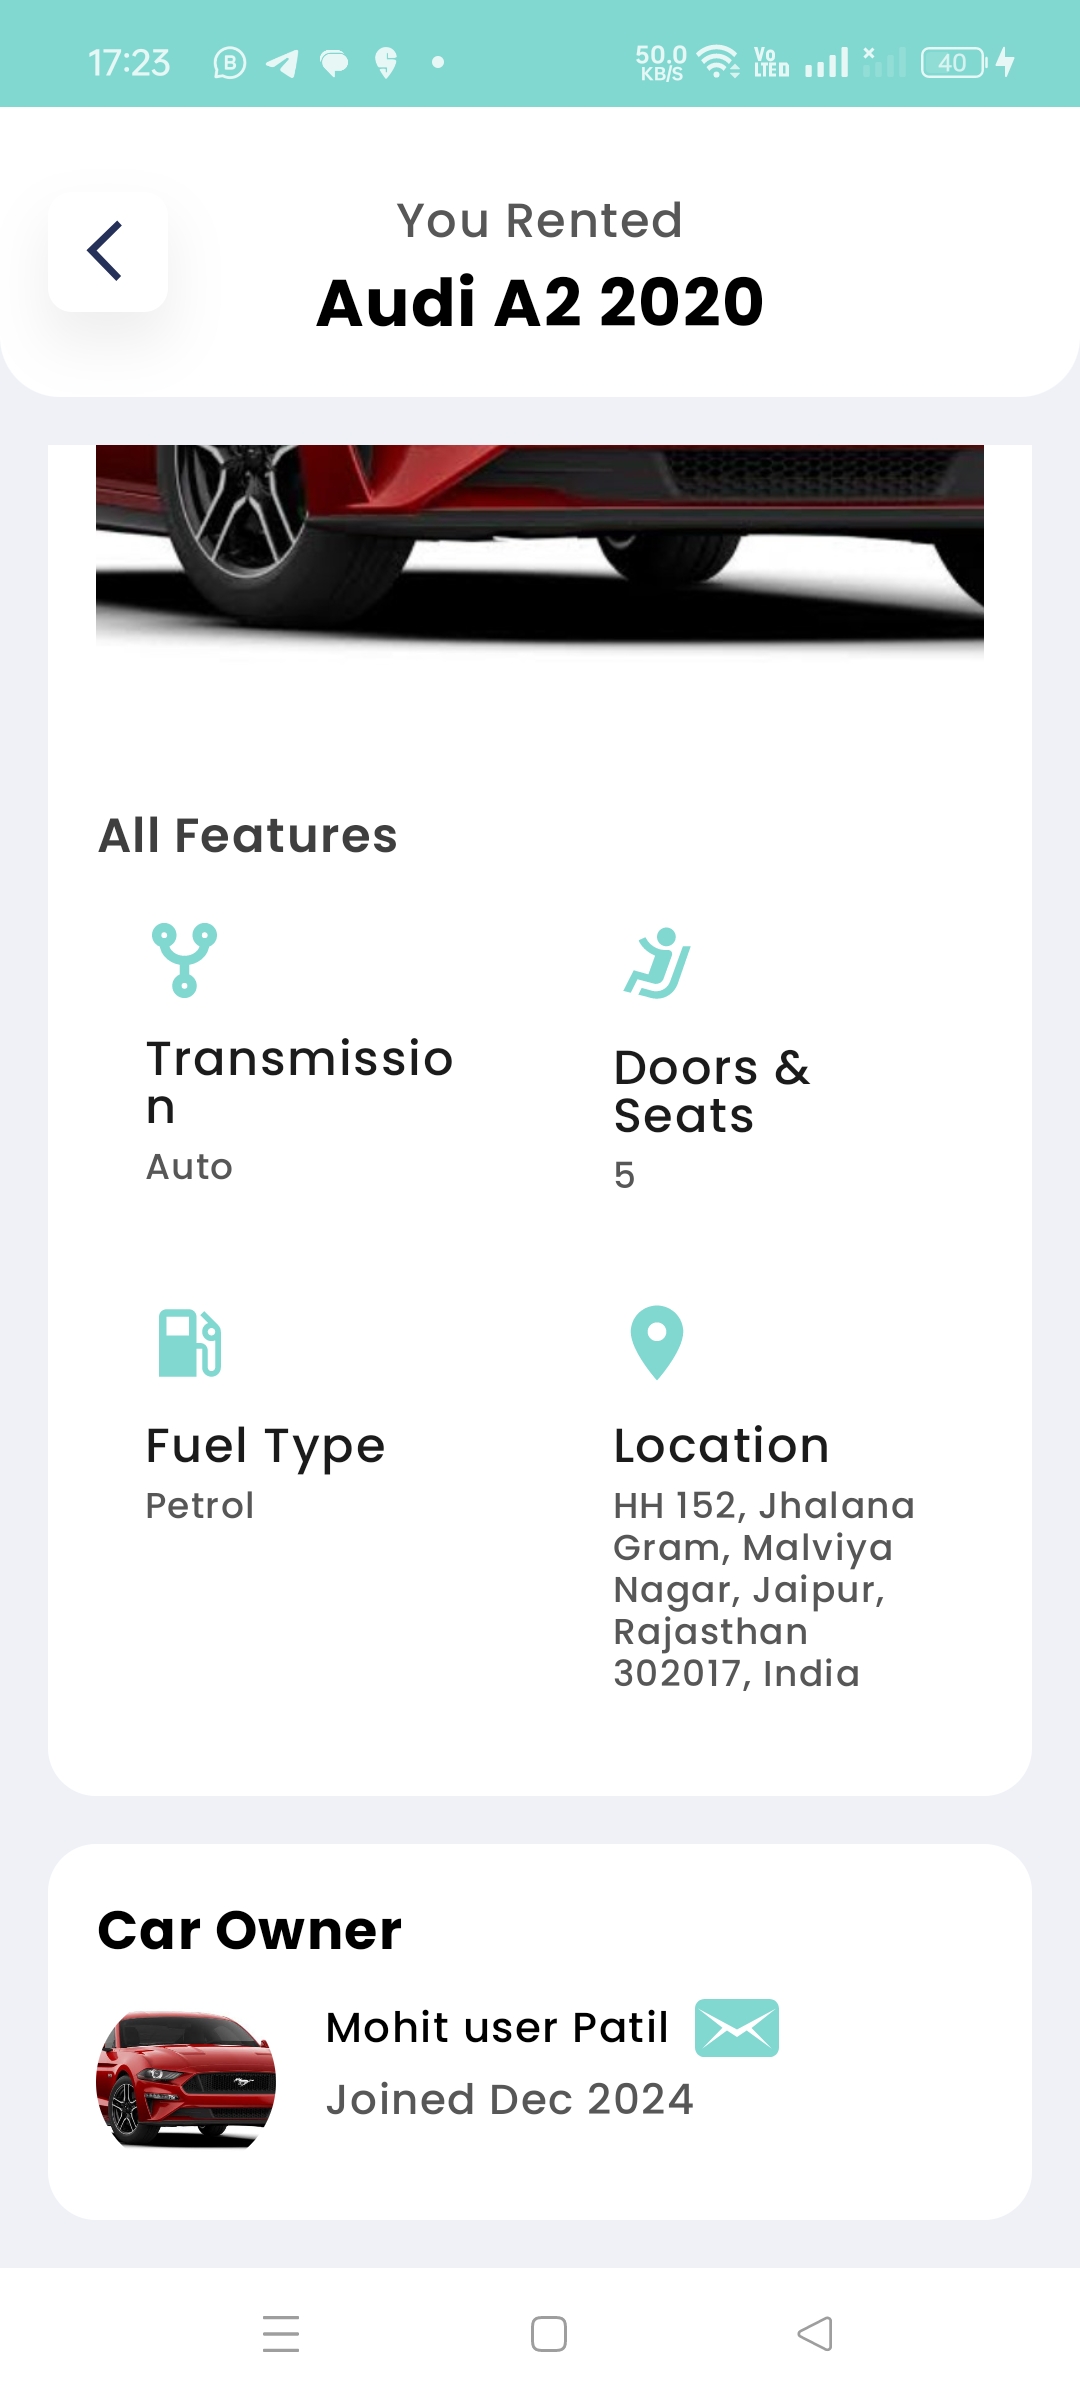 17:23
50.0 KB/S
Vo LTED
40
You Rented
Audi A2 2020
All Features
Transmissio
n
Auto
Doors &
Seats
5
Fuel Type
Petrol
Location
HH 152, Jhalana
Gram, Malviya
Nagar, Jaipur,
Rajasthan
302017, India
Car Owner
Mohit user Patil
Joined Dec 2024